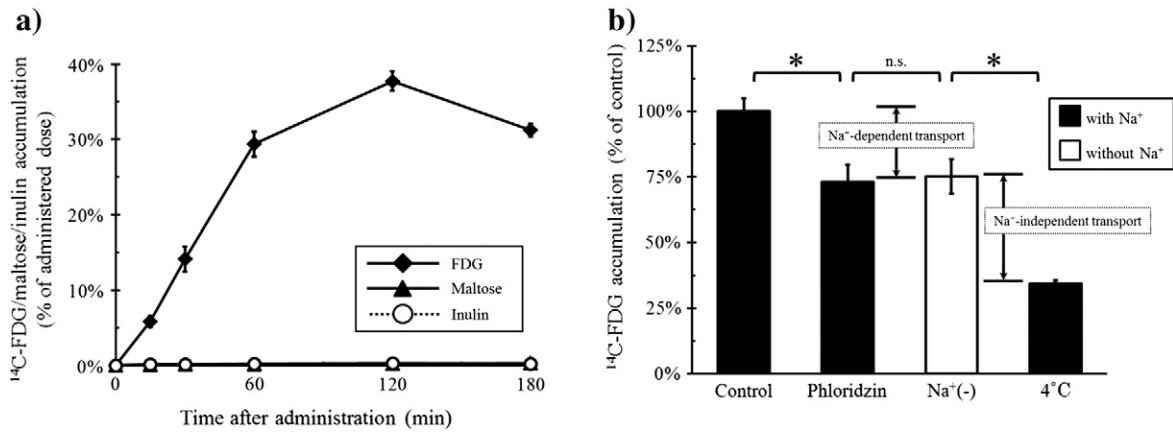 a)
¹⁴C-FDG/maltose/inulin accumulation
(% of administered dose)
40%
30%
20%
10%
0%
FDG
Maltose
Inulin
0 60 120 180
Time after administration (min)
b)
¹⁴C-FDG accumulation (% of control)
125%
100%
75%
50%
25%
0%
* n.s. *
Na⁺-dependent transport
Na⁺-independent transport
with Na⁺
without Na⁺
Control Phloridzin Na⁺(-) 4˚C